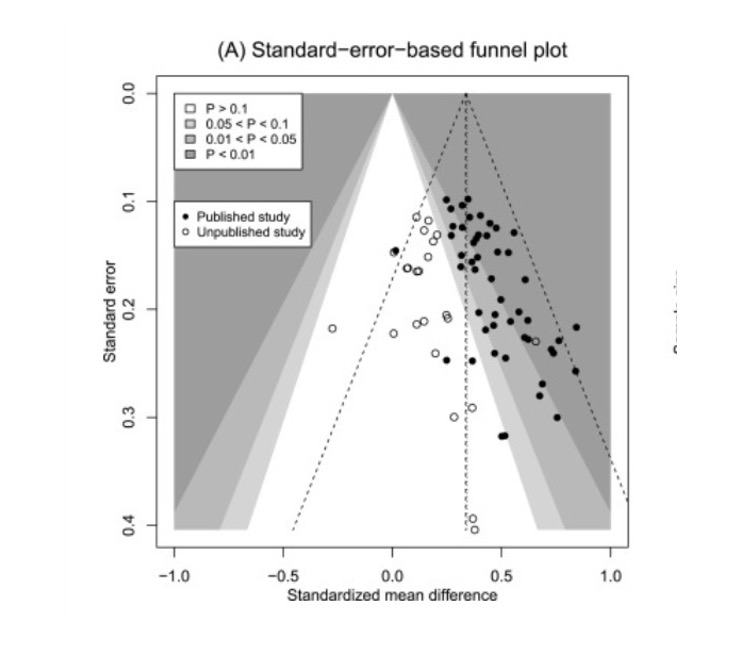 (A) Standard−error−based funnel plot
P > 0.1
0.05 < P < 0.1
0.01 < P < 0.05
P < 0.01
Published study
Unpublished study
Standard error
0.0
0.1
0.2
0.3
0.4
−1.0
−0.5
0.0
0.5
1.0
Standardized mean difference